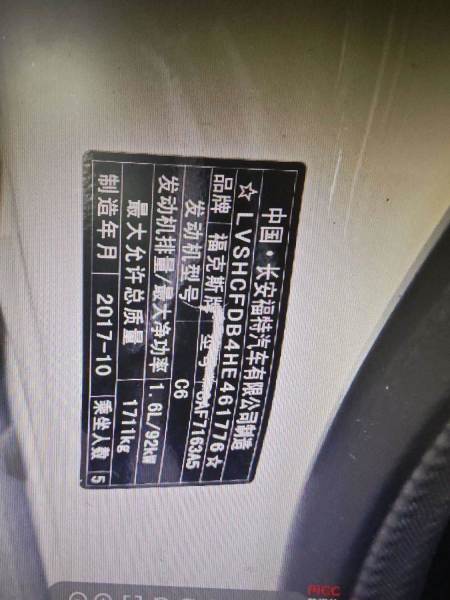 中国·长安福特汽车有限公司制造
☆LVSHCFDB4HE461776☆
品牌 福克斯牌 型号 AF7163A5
发动机型号 C6
发动机排量/最大净功率 1.6L/92kW
最大允许总质量 1711kg
制造年月 2017-10 乘坐人数 5